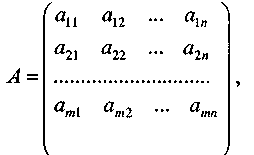 a11 a12 ... a1n
a21 a22 ... a2n
A = ..............................,
am1 am2 ... amn